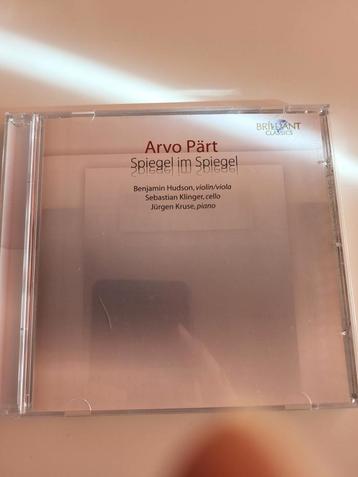 BRILLIANT
CLASSICS
Arvo Pärt
Spiegel im Spiegel
Benjamin Hudson, violin/viola
Sebastian Klinger, cello
Jürgen Kruse, piano